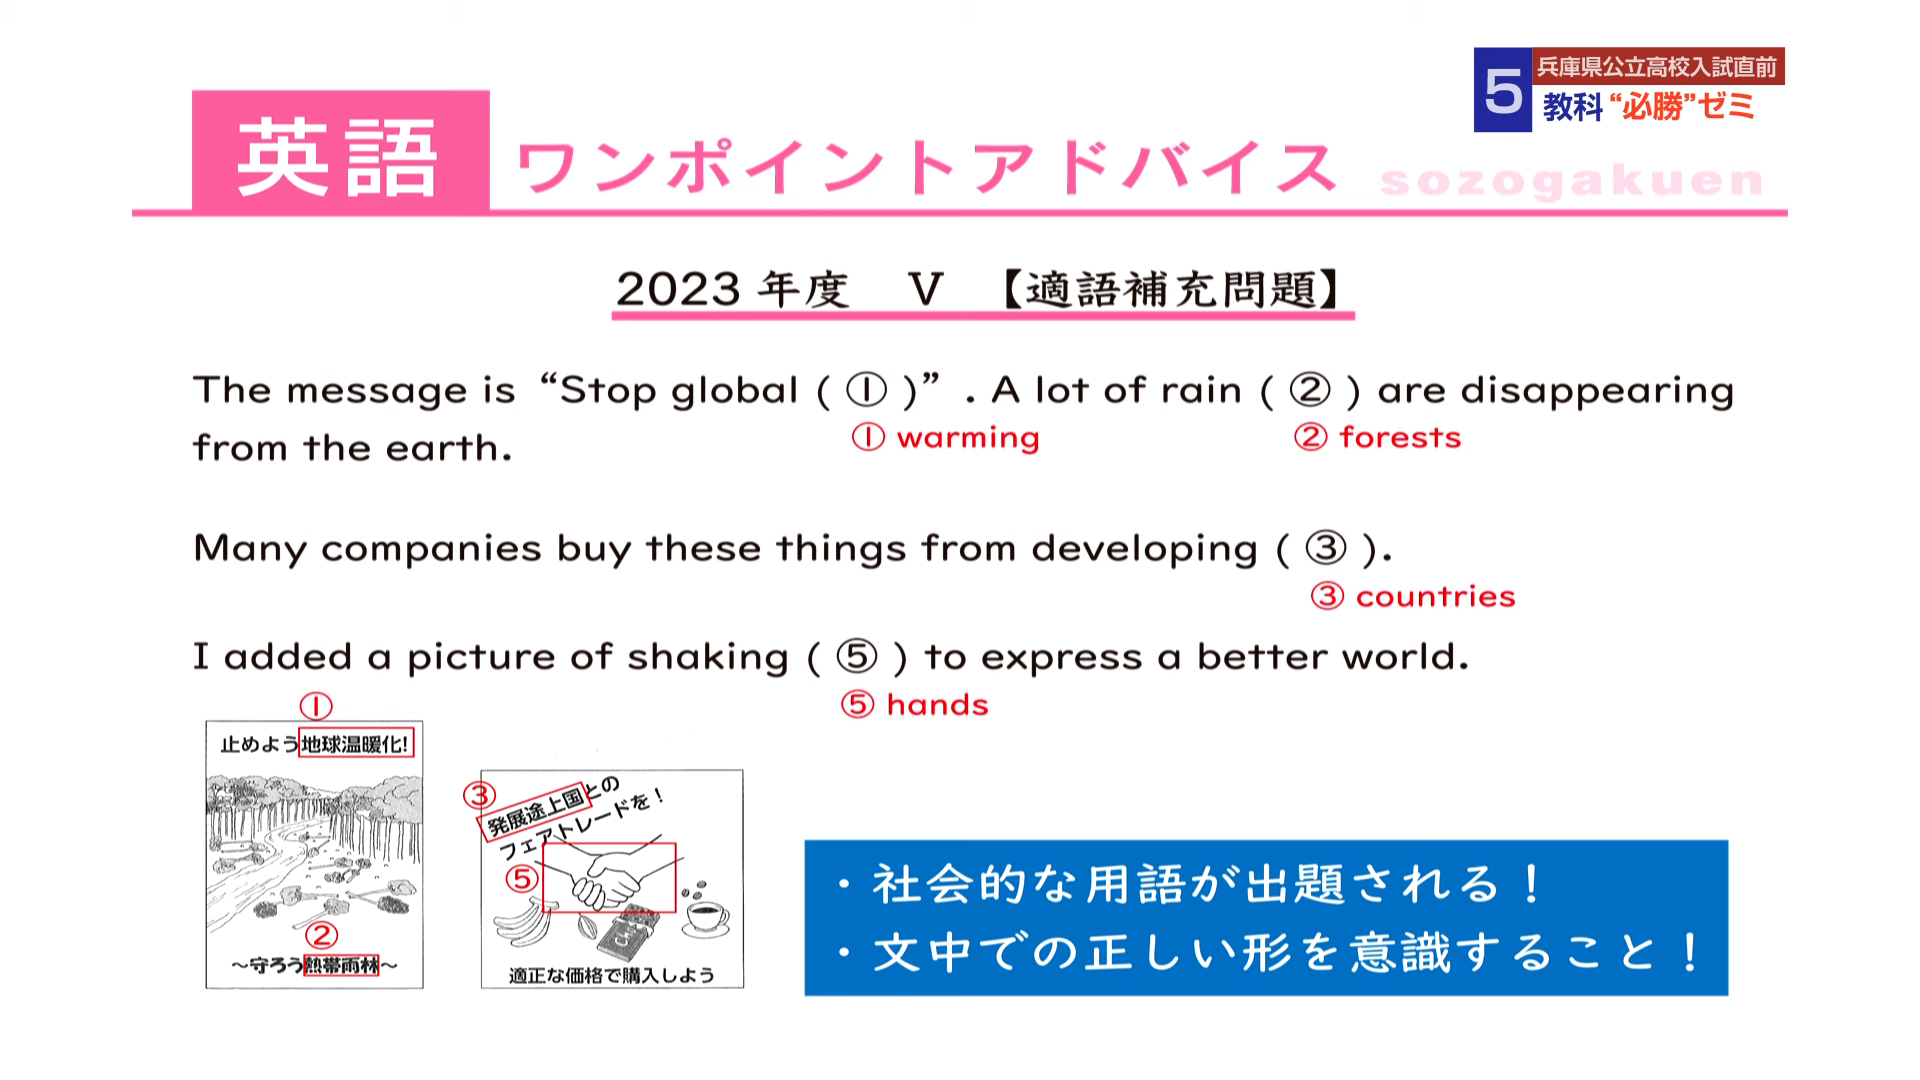 5
兵庫県公立高校入試直前
教科“必勝”ゼミ
英語 ワンポイントアドバイス sozogakuen
2023年度 Ⅴ 【適語補充問題】
The message is “Stop global ( ① )”. A lot of rain ( ② ) are disappearing
① warming ② forests
from the earth.
Many companies buy these things from developing ( ③ ).
③ countries
I added a picture of shaking ( ⑤ ) to express a better world.
⑤ hands
①
止めよう地球温暖化!
②
～守ろう熱帯雨林～
③
発展途上国との
フェアトレードを！
⑤
適正な価格で購入しよう
・社会的な用語が出題される！
・文中での正しい形を意識すること！